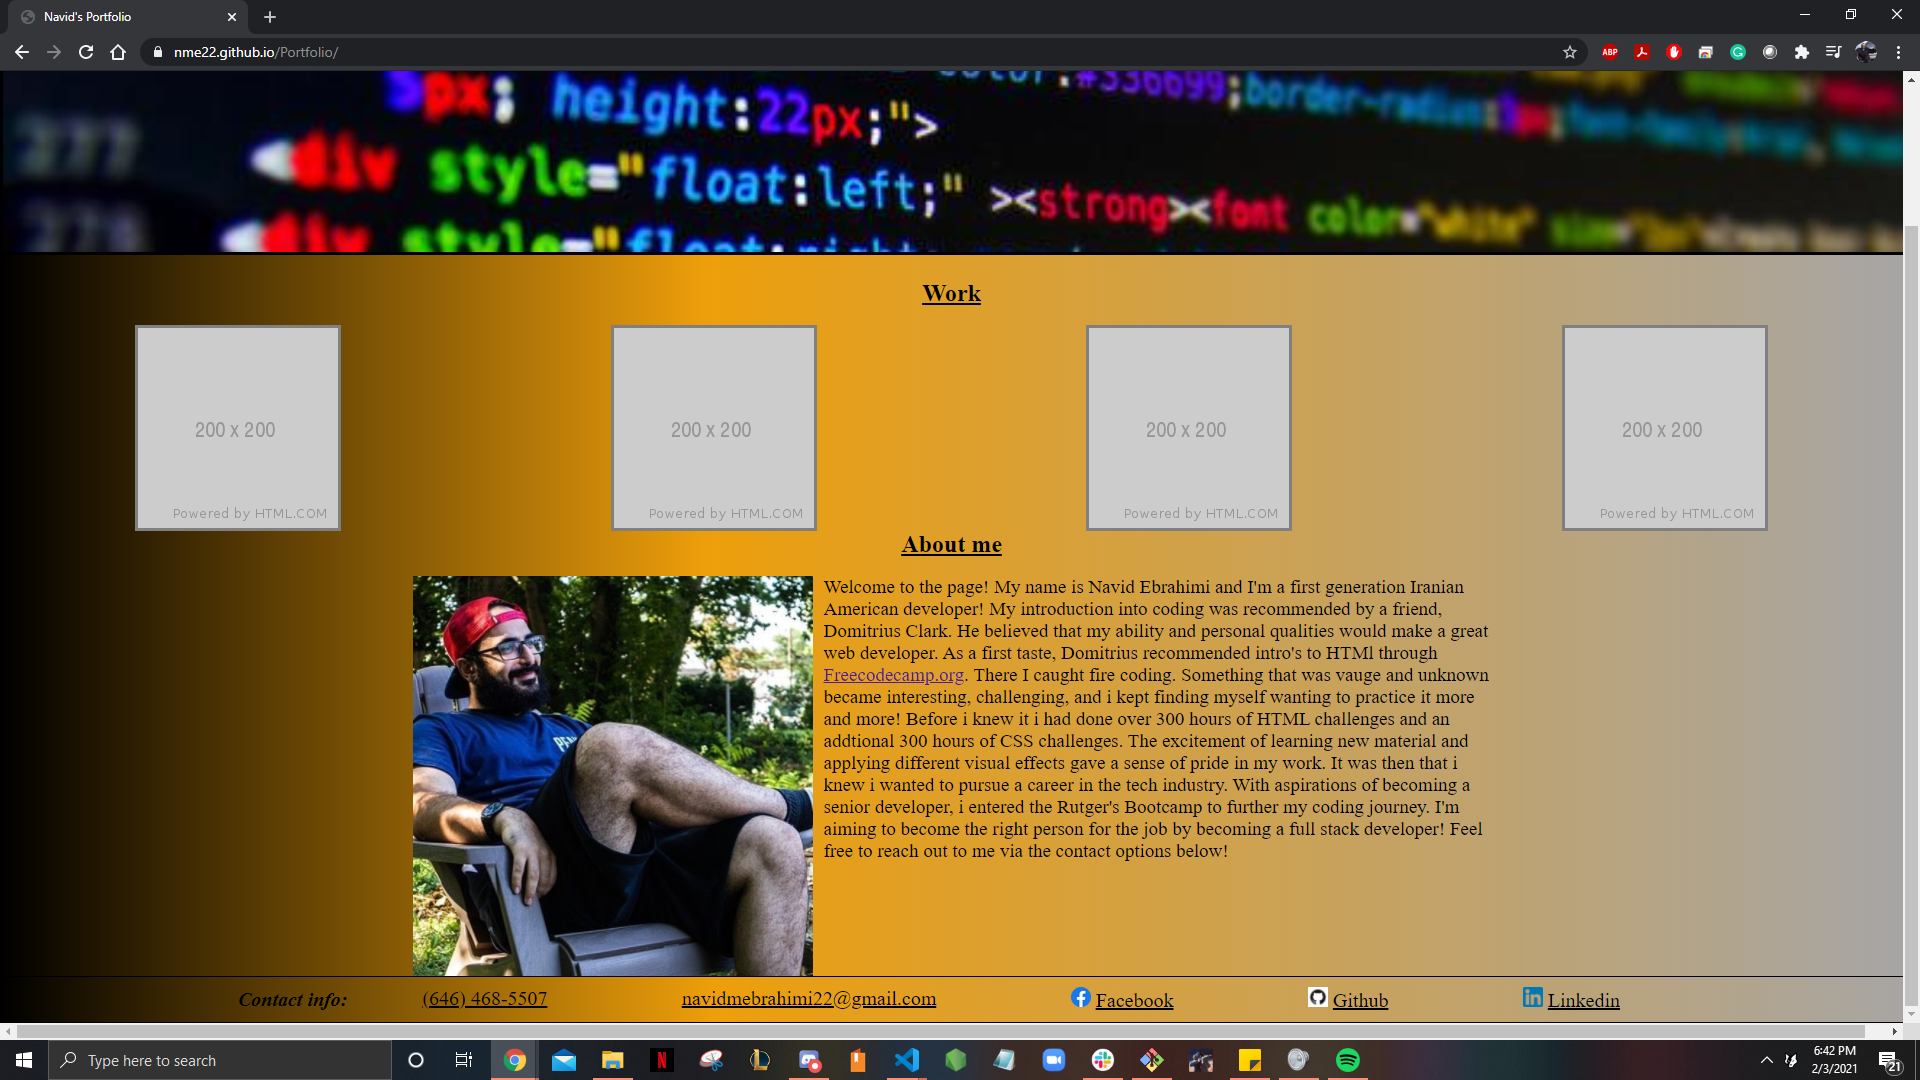 Navid's Portfolio
nme22.github.io/Portfolio/
ABP
color:#336699;border-radius:
px; height:22px;">
277 <div style="float:left;" ><strong><font color="white"
278 <div style="float:right;
Work
200 x 200 200 x 200 200 x 200 200 x 200
Powered by HTML.COM Powered by HTML.COM Powered by HTML.COM Powered by HTML.COM
About me
Welcome to the page! My name is Navid Ebrahimi and I'm a first generation Iranian
American developer! My introduction into coding was recommended by a friend,
Domitrius Clark. He believed that my ability and personal qualities would make a great
web developer. As a first taste, Domitrius recommended intro's to HTMl through
Freecodecamp.org. There I caught fire coding. Something that was vauge and unknown
became interesting, challenging, and i kept finding myself wanting to practice it more
and more! Before i knew it i had done over 300 hours of HTML challenges and an
addtional 300 hours of CSS challenges. The excitement of learning new material and
applying different visual effects gave a sense of pride in my work. It was then that i
knew i wanted to pursue a career in the tech industry. With aspirations of becoming a
senior developer, i entered the Rutger's Bootcamp to further my coding journey. I'm
aiming to become the right person for the job by becoming a full stack developer! Feel
free to reach out to me via the contact options below!
Contact info: (646) 468-5507 navidmebrahimi22@gmail.com Facebook Github Linkedin
Type here to search
6:42 PM
2/3/2021
21